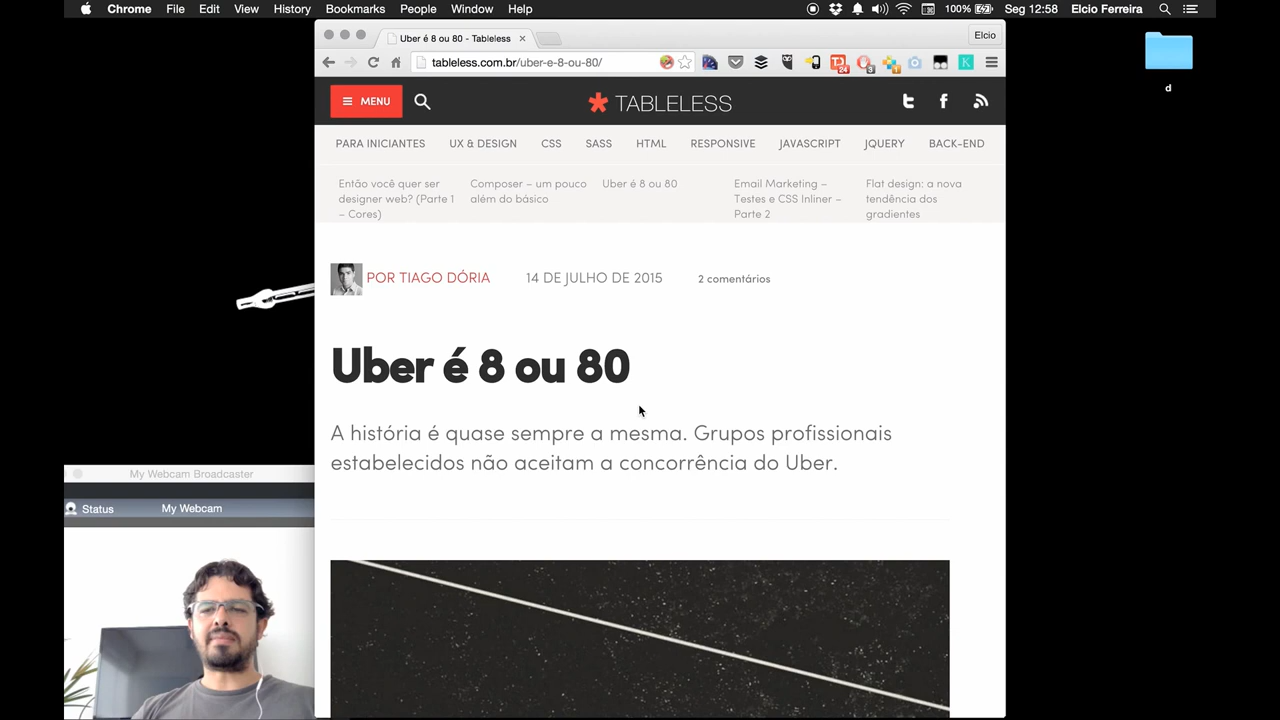 Chrome File Edit View History Bookmarks People Window Help 100% Seg 12:58 Elcio Ferreira
Uber é 8 ou 80 - Tableless
Elcio
tableless.com.br/uber-e-8-ou-80/
24
3
K
d
MENU
TABLELESS
PARA INICIANTES UX & DESIGN CSS SASS HTML RESPONSIVE JAVASCRIPT JQUERY BACK-END
Então você quer ser
designer web? (Parte 1
– Cores)
Composer – um pouco
além do básico
Uber é 8 ou 80
Email Marketing –
Testes e CSS Inliner –
Parte 2
Flat design: a nova
tendência dos
gradientes
POR TIAGO DÓRIA 14 DE JULHO DE 2015 2 comentários
Uber é 8 ou 80
A história é quase sempre a mesma. Grupos profissionais
estabelecidos não aceitam a concorrência do Uber.
My Webcam Broadcaster
Status My Webcam